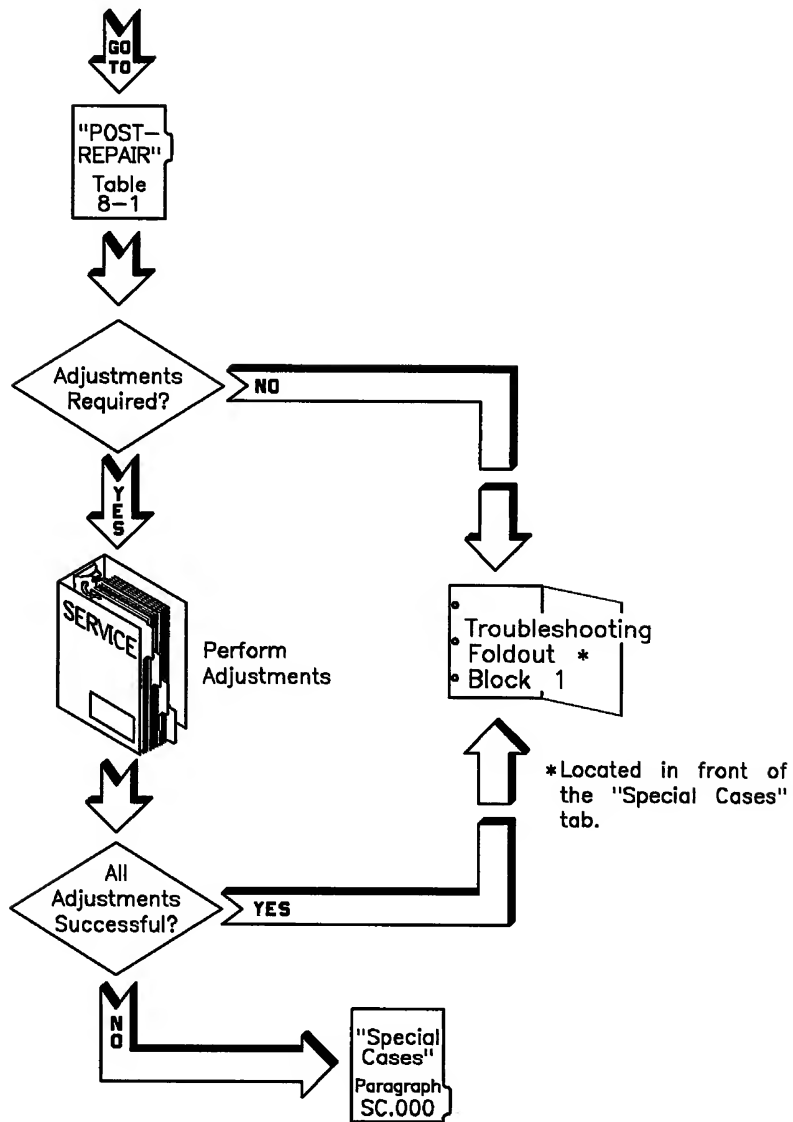 GO
TO
"POST-
REPAIR"
Table
8-1
Adjustments
Required?
NO
YES
SERVICE
Perform
Adjustments
Troubleshooting
Foldout *
Block 1
*Located in front of
the "Special Cases"
tab.
All
Adjustments
Successful?
YES
NO
"Special
Cases"
Paragraph
SC.000